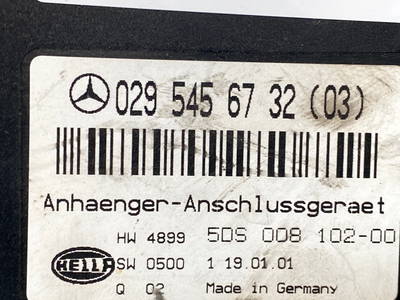 029 545 67 32 (03)
Anhaenger-Anschlussgeraet
HW 4899 5DS 008 102-00
HELLA SW 0500 1 19.01.01
Q 02 Made in Germany